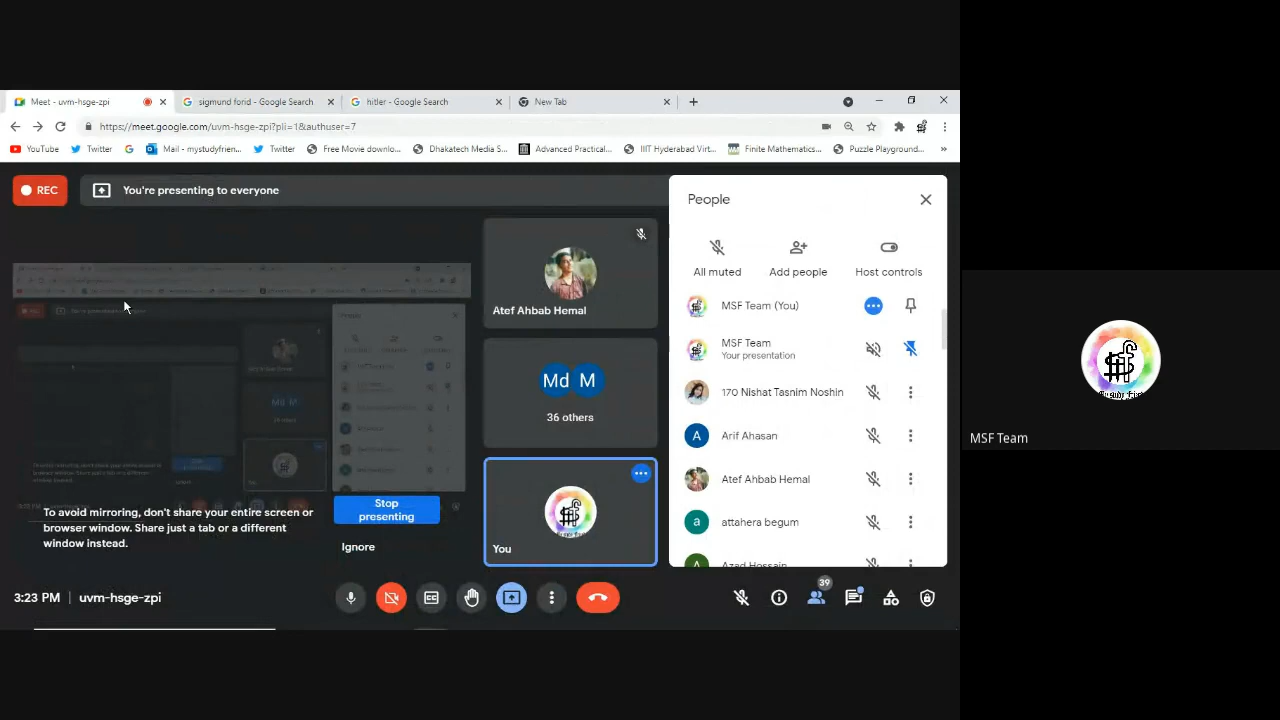 Meet - uvm-hsge-zpi
sigmund forid - Google Search
hitler - Google Search
New Tab
https://meet.google.com/uvm-hsge-zpi?pli=1&authuser=7
YouTube
Twitter
Mail - mystudyfrien...
Twitter
Free Movie downlo...
Dhakatech Media S...
Advanced Practical...
IIIT Hyderabad Virt...
Finite Mathematics...
Puzzle Playground...
REC
You're presenting to everyone
People
All muted
Add people
Host controls
MSF Team (You)
MSF Team
Your presentation
170 Nishat Tasnim Noshin
A
Arif Ahasan
Atef Ahbab Hemal
a
attahera begum
A
Azad Hossain
Atef Ahbab Hemal
Md M
36 others
You
To avoid mirroring, don't share your entire screen or
browser window. Share just a tab or a different
window instead.
Stop
presenting
Ignore
3:23 PM | uvm-hsge-zpi
39
MSF Team